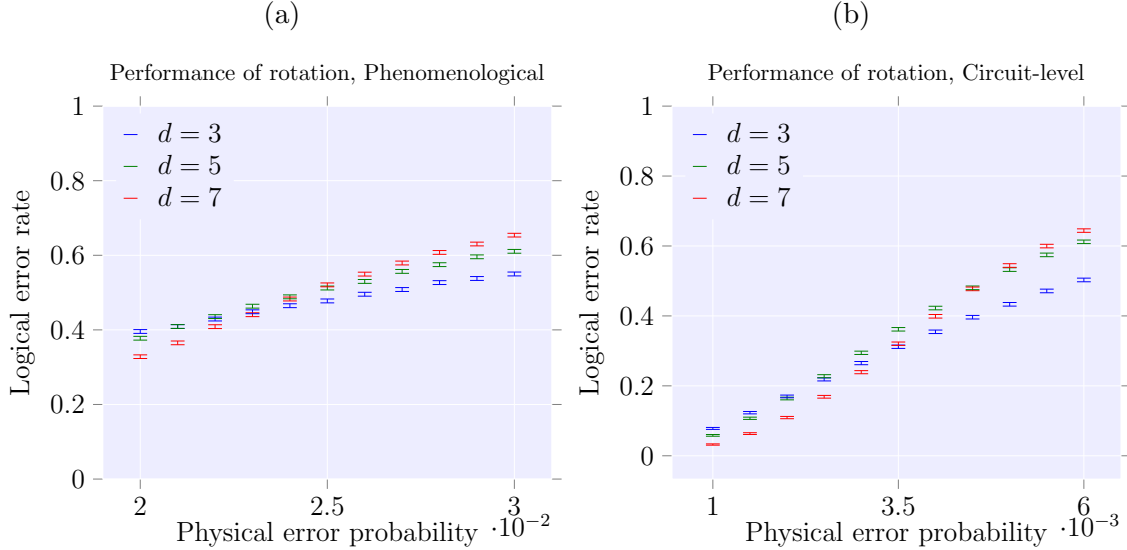 (a)
Performance of rotation, Phenomenological
1
0.8
0.6
0.4
0.2
0
2
2.5
3
·10⁻²
Logical error rate
Physical error probability
d = 3
d = 5
d = 7
(b)
Performance of rotation, Circuit-level
1
0.8
0.6
0.4
0.2
0
1
3.5
6
·10⁻³
Logical error rate
Physical error probability
d = 3
d = 5
d = 7